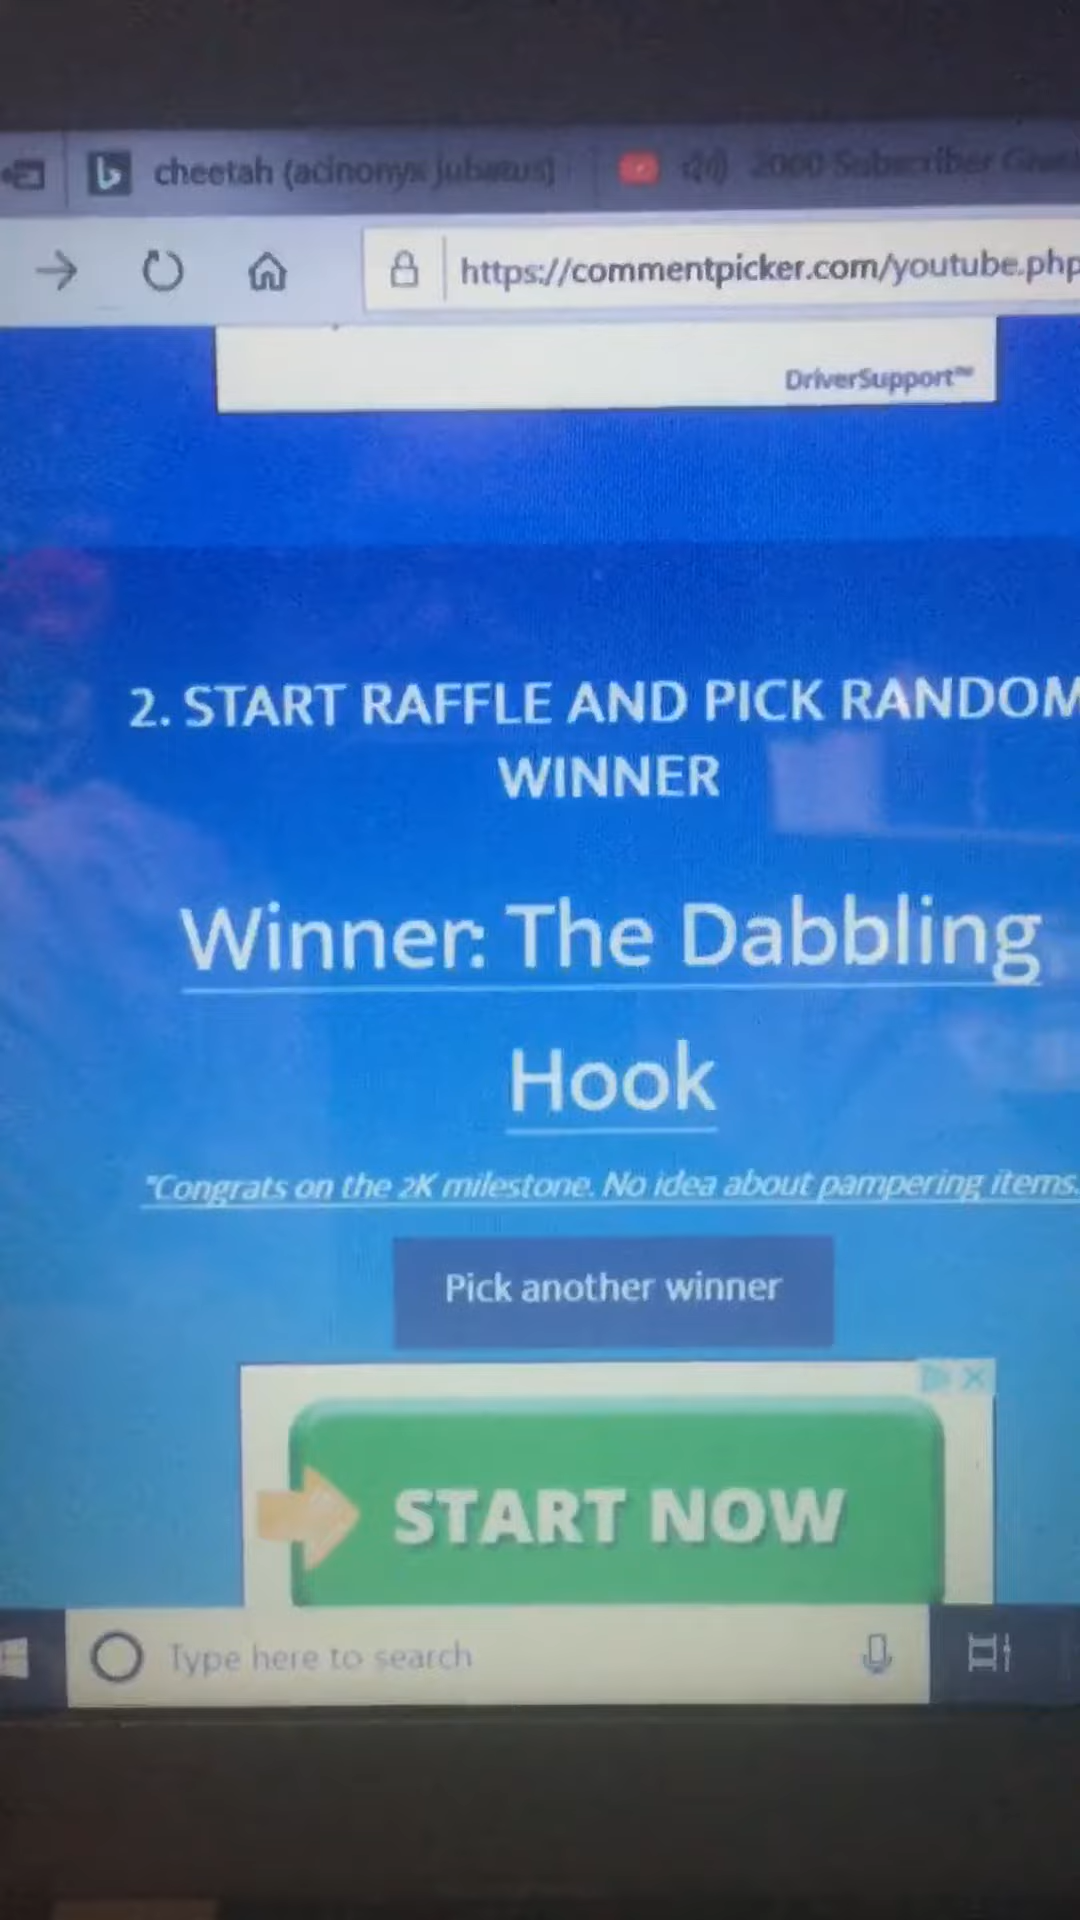 cheetah (acinonyx jubatus)
2000 Subscriber
https://commentpicker.com/youtube.php
DriverSupport™
2. START RAFFLE AND PICK RANDOM
WINNER
Winner: The Dabbling
Hook
"Congrats on the 2K milestone. No idea about pampering items.
Pick another winner
START NOW
Type here to search